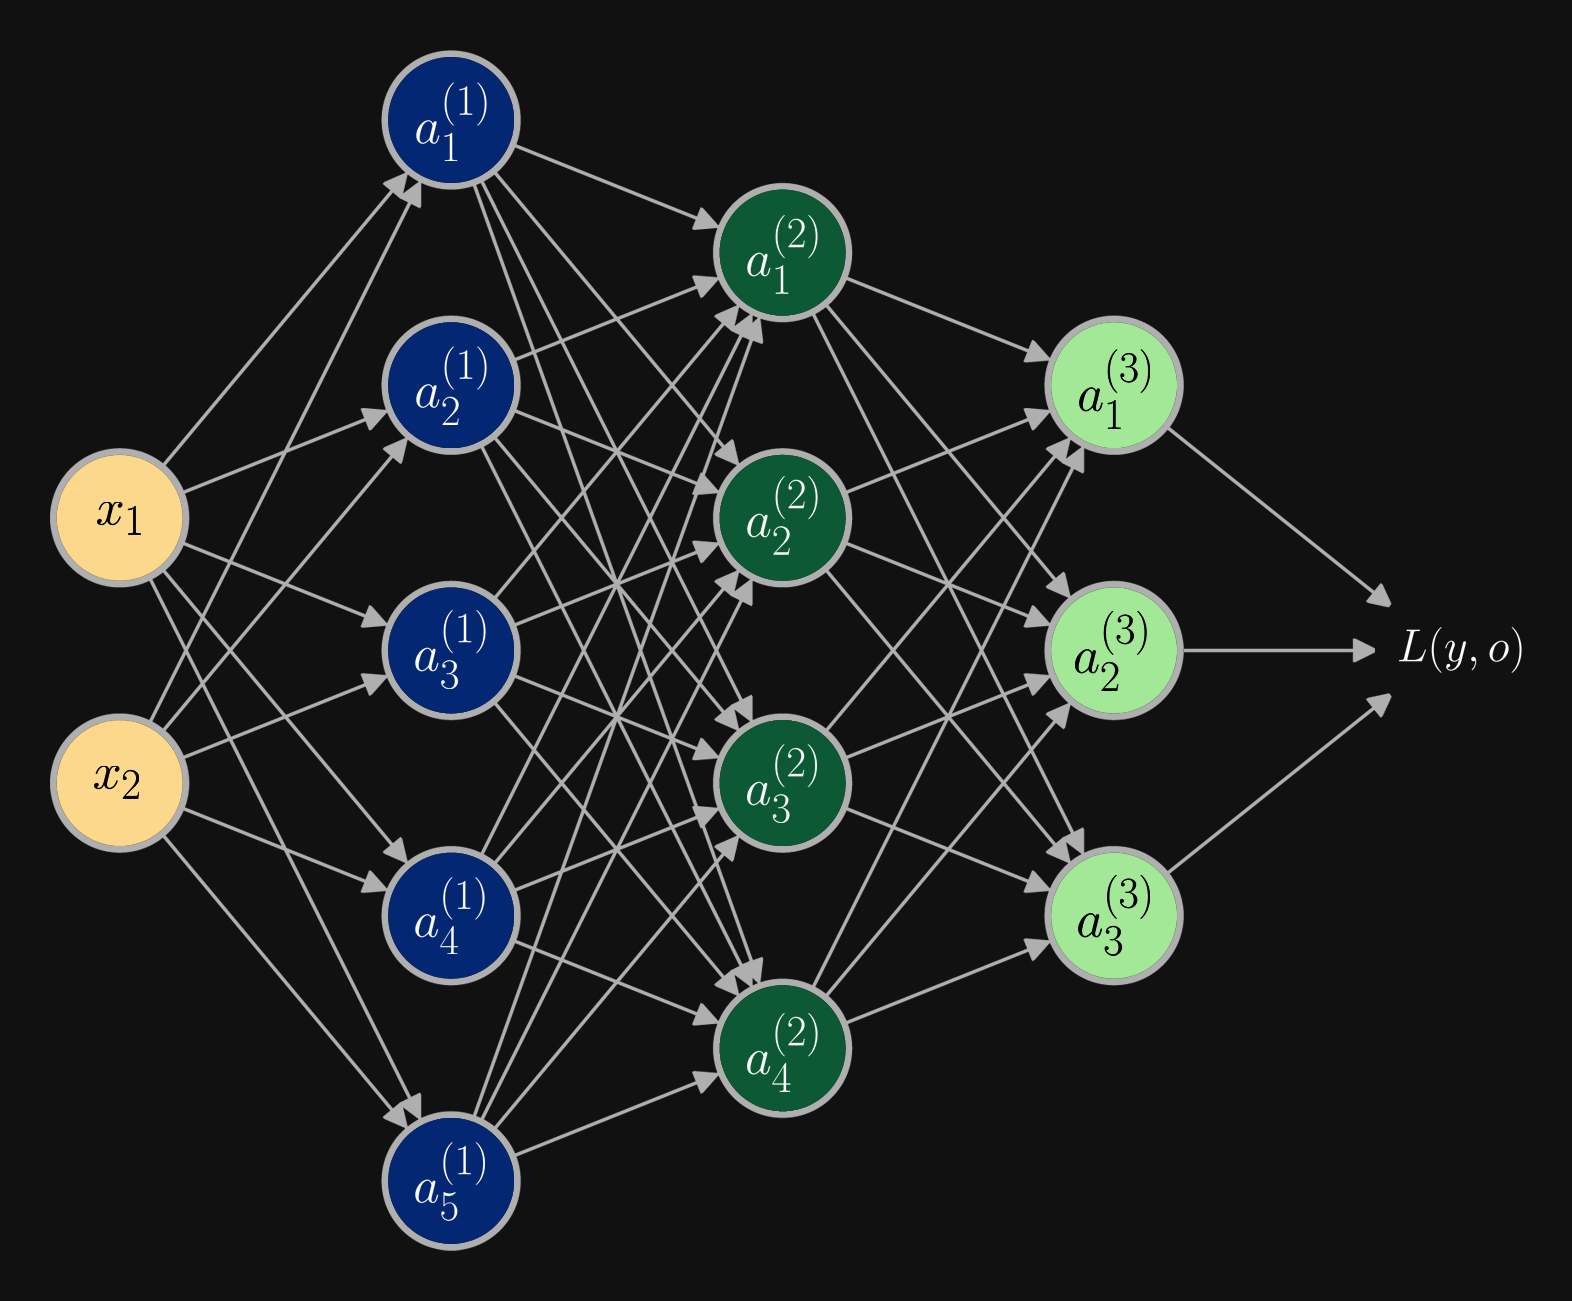 x_1
x_2
a_1^{(1)}
a_2^{(1)}
a_3^{(1)}
a_4^{(1)}
a_5^{(1)}
a_1^{(2)}
a_2^{(2)}
a_3^{(2)}
a_4^{(2)}
a_1^{(3)}
a_2^{(3)}
a_3^{(3)}
L(y, o)